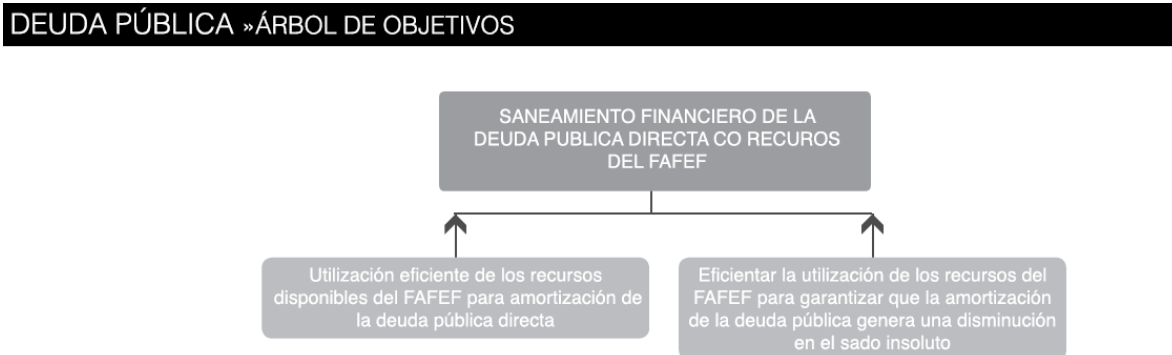 DEUDA PÚBLICA »ÁRBOL DE OBJETIVOS
SANEAMIENTO FINANCIERO DE LA
DEUDA PUBLICA DIRECTA CO RECUROS
DEL FAFEF
Utilización eficiente de los recursos
disponibles del FAFEF para amortización de
la deuda pública directa
Eficientar la utilización de los recursos del
FAFEF para garantizar que la amortización
de la deuda pública genera una disminución
en el sado insoluto